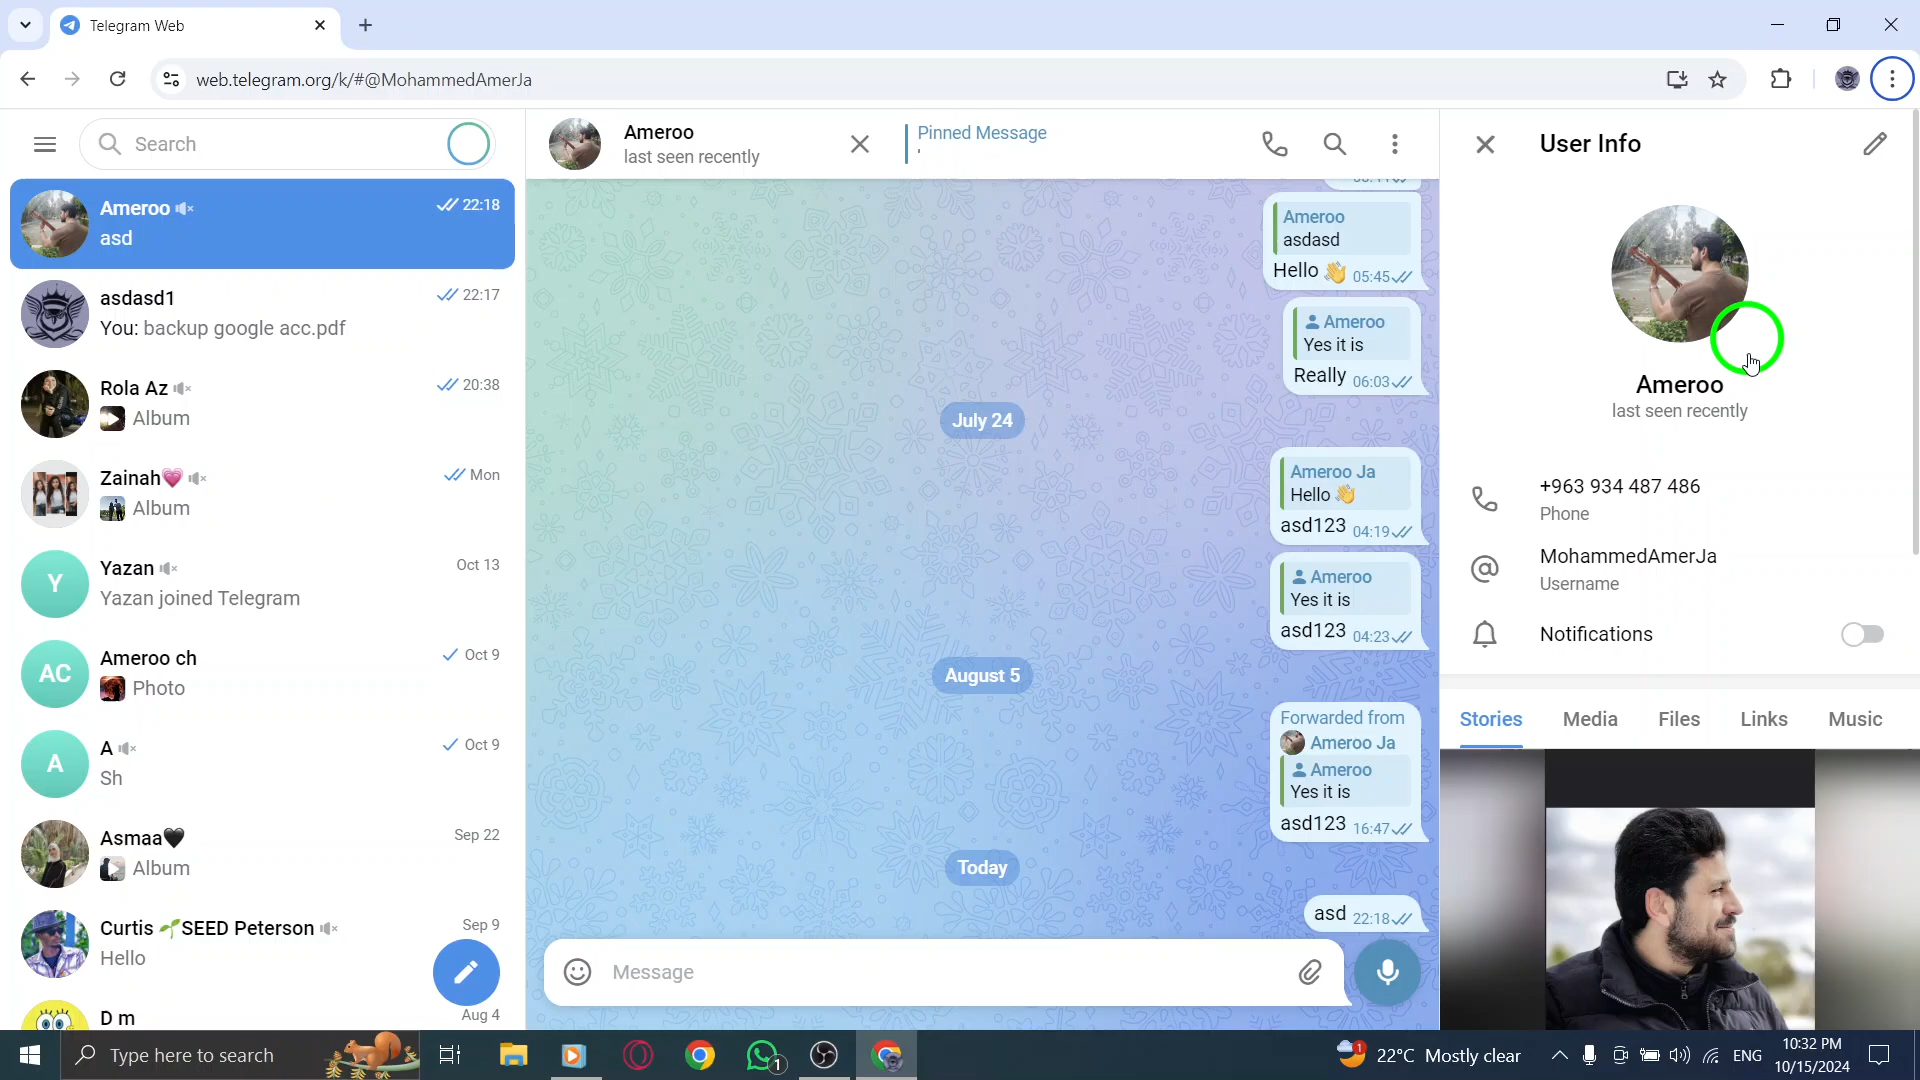 Telegram Web
web.telegram.org/k/#@MohammedAmerJa
Search
Ameroo
22:18
asd
asdasd1
22:17
You: backup google acc.pdf
Rola Az
20:38
Album
Zainah💗
Mon
Album
Y
Yazan
Oct 13
Yazan joined Telegram
AC
Ameroo ch
Oct 9
Photo
A
A
Oct 9
Sh
Asmaa🖤
Sep 22
Album
Curtis 🌱SEED Peterson
Sep 9
Hello
D m
Aug 4
Ameroo
last seen recently
Pinned Message
Ameroo
asdasd
Hello 👋 05:45
Ameroo
Yes it is
Really 06:03
July 24
Ameroo Ja
Hello 👋
asd123 04:19
Ameroo
Yes it is
asd123 04:23
August 5
Forwarded from
Ameroo Ja
Ameroo
Yes it is
asd123 16:47
Today
asd 22:18
Message
User Info
Ameroo
last seen recently
+963 934 487 486
Phone
MohammedAmerJa
Username
Notifications
Stories Media Files Links Music
Type here to search
1
1
22°C Mostly clear
ENG
10:32 PM
10/15/2024